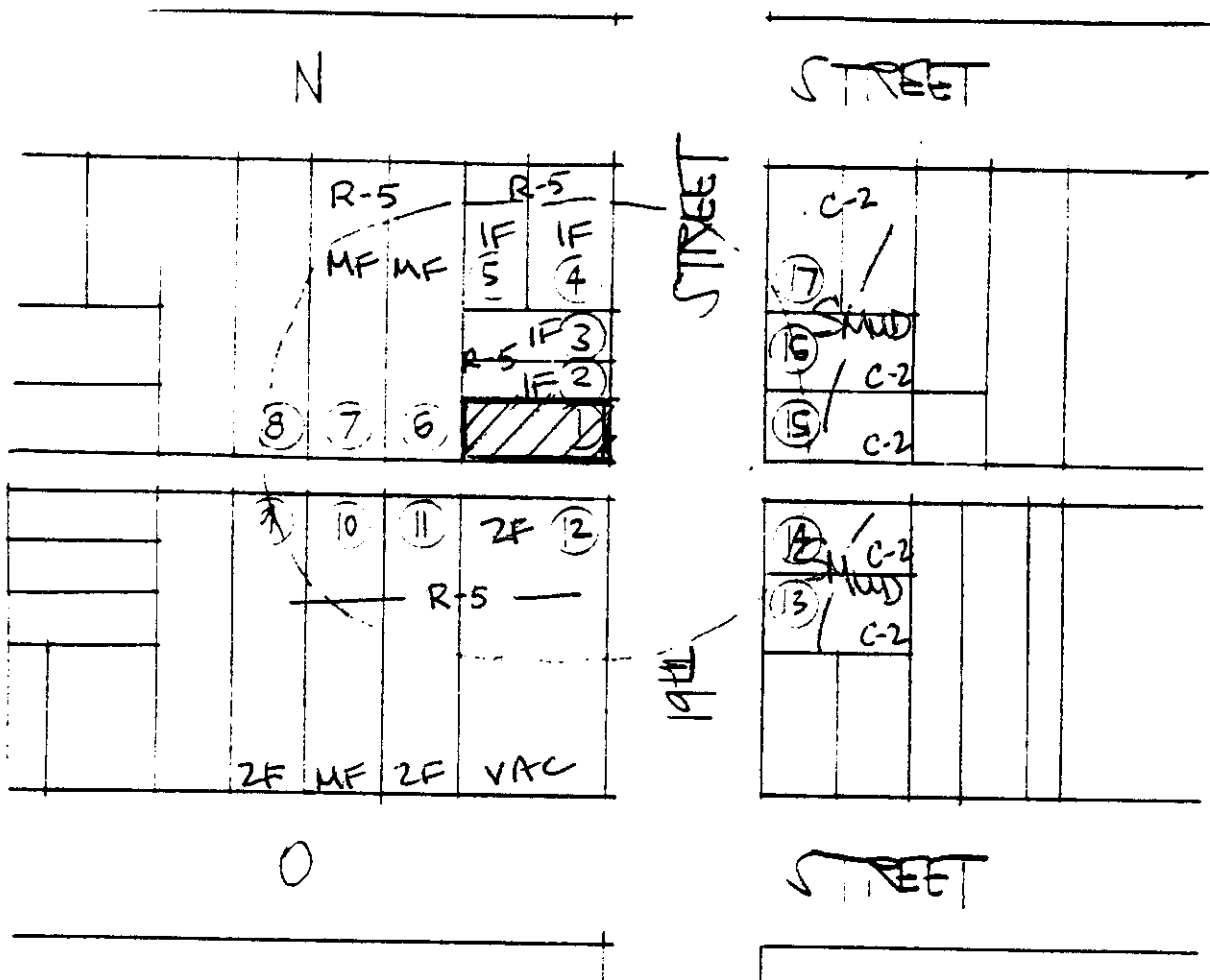 N STREET
STREET
R-5 R-5 C-2
1F 1F
MF MF 5 4 17
1F 3 SMUD
R-5 16
1F 2 C-2
8 7 6 1 15 C-2
9 10 11 2F 12 14 C-2
SMUD
R-5 13
C-2
19TH
2F MF 2F VAC
O STREET